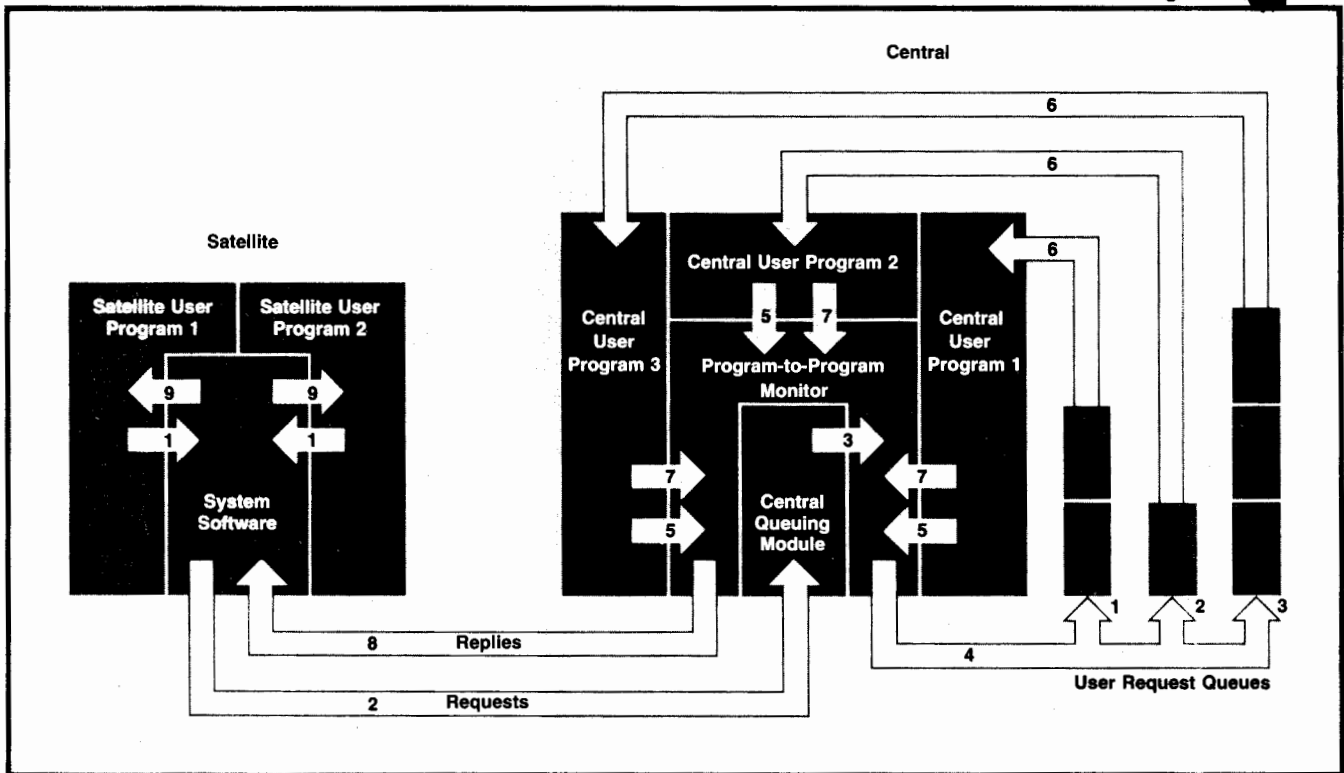 Central
6
6
6
Satellite
Satellite User
Program 1
Satellite User
Program 2
9
9
1
1
System
Software
Central User Program 2
5
7
Central
User
Program 3
Program-to-Program
Monitor
Central
User
Program 1
3
7
5
Central
Queuing
Module
7
5
1
2
3
8
Replies
4
User Request Queues
2
Requests